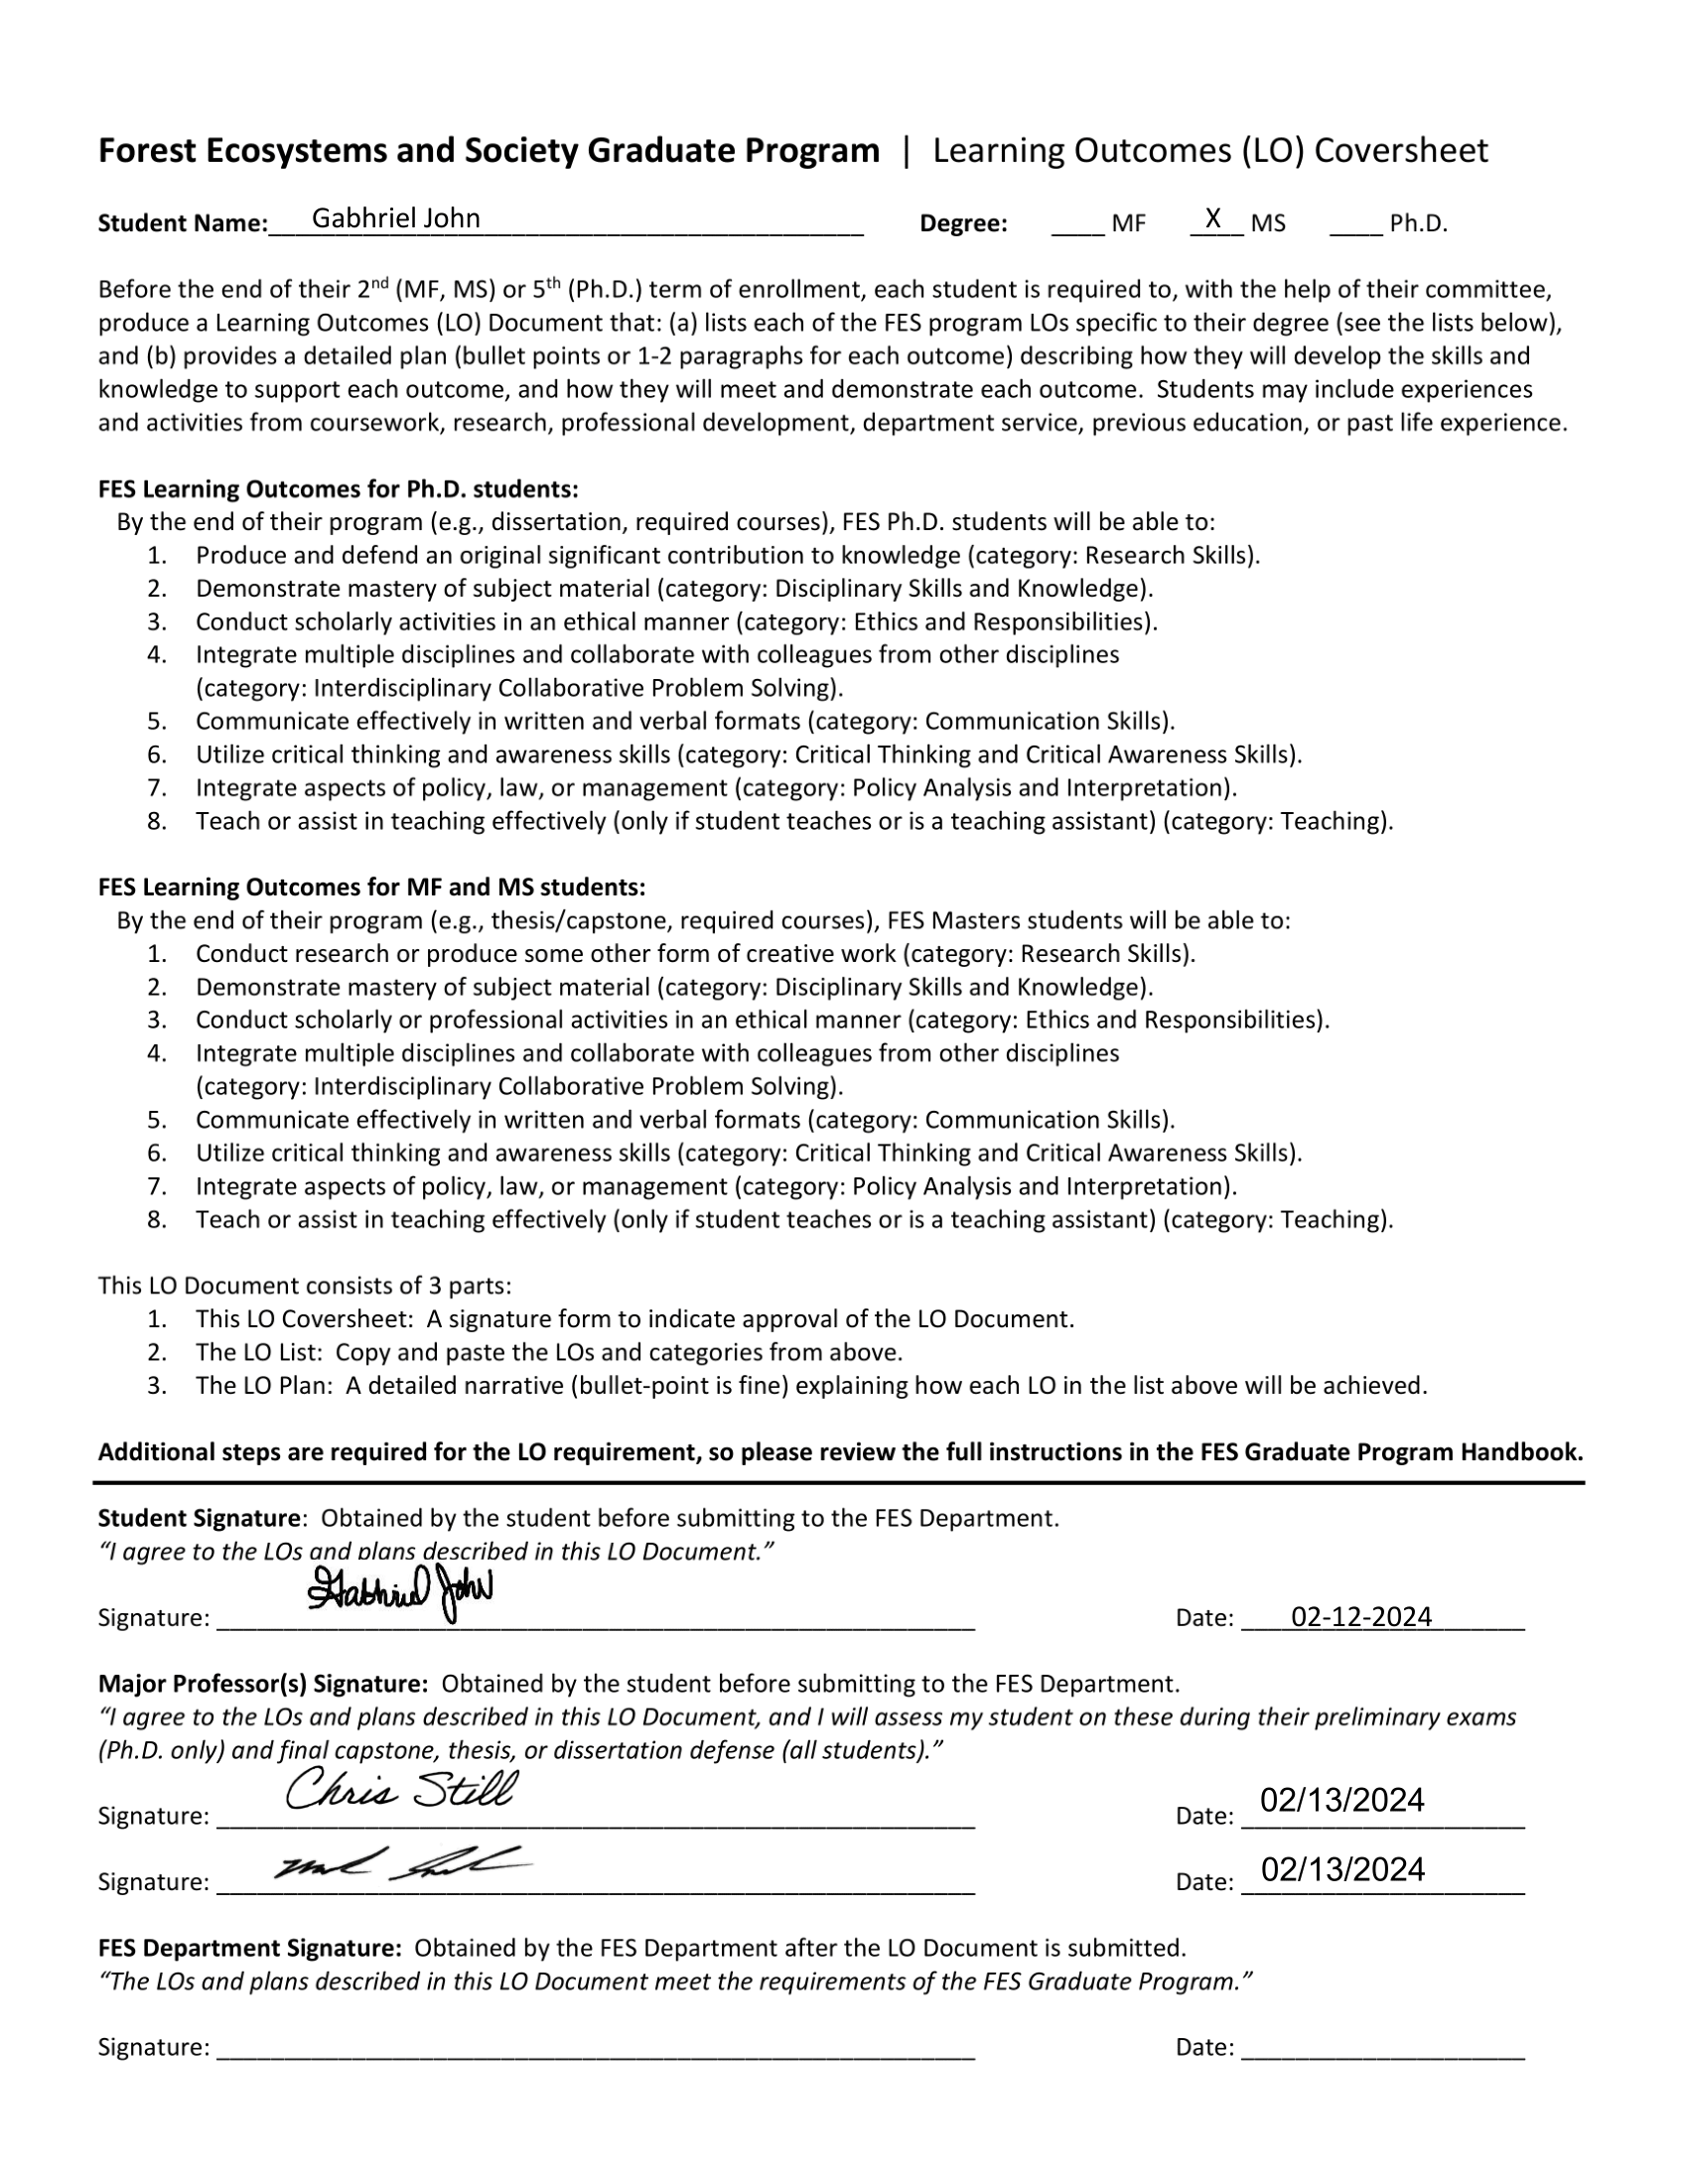 Forest Ecosystems and Society Graduate Program | Learning Outcomes (LO) Coversheet
Student Name: Gabhriel John Degree: ____ MF X MS ____ Ph.D.
Before the end of their 2nd (MF, MS) or 5th (Ph.D.) term of enrollment, each student is required to, with the help of their committee,
produce a Learning Outcomes (LO) Document that: (a) lists each of the FES program LOs specific to their degree (see the lists below),
and (b) provides a detailed plan (bullet points or 1-2 paragraphs for each outcome) describing how they will develop the skills and
knowledge to support each outcome, and how they will meet and demonstrate each outcome. Students may include experiences
and activities from coursework, research, professional development, department service, previous education, or past life experience.
FES Learning Outcomes for Ph.D. students:
By the end of their program (e.g., dissertation, required courses), FES Ph.D. students will be able to:
1. Produce and defend an original significant contribution to knowledge (category: Research Skills).
2. Demonstrate mastery of subject material (category: Disciplinary Skills and Knowledge).
3. Conduct scholarly activities in an ethical manner (category: Ethics and Responsibilities).
4. Integrate multiple disciplines and collaborate with colleagues from other disciplines
(category: Interdisciplinary Collaborative Problem Solving).
5. Communicate effectively in written and verbal formats (category: Communication Skills).
6. Utilize critical thinking and awareness skills (category: Critical Thinking and Critical Awareness Skills).
7. Integrate aspects of policy, law, or management (category: Policy Analysis and Interpretation).
8. Teach or assist in teaching effectively (only if student teaches or is a teaching assistant) (category: Teaching).
FES Learning Outcomes for MF and MS students:
By the end of their program (e.g., thesis/capstone, required courses), FES Masters students will be able to:
1. Conduct research or produce some other form of creative work (category: Research Skills).
2. Demonstrate mastery of subject material (category: Disciplinary Skills and Knowledge).
3. Conduct scholarly or professional activities in an ethical manner (category: Ethics and Responsibilities).
4. Integrate multiple disciplines and collaborate with colleagues from other disciplines
(category: Interdisciplinary Collaborative Problem Solving).
5. Communicate effectively in written and verbal formats (category: Communication Skills).
6. Utilize critical thinking and awareness skills (category: Critical Thinking and Critical Awareness Skills).
7. Integrate aspects of policy, law, or management (category: Policy Analysis and Interpretation).
8. Teach or assist in teaching effectively (only if student teaches or is a teaching assistant) (category: Teaching).
This LO Document consists of 3 parts:
1. This LO Coversheet: A signature form to indicate approval of the LO Document.
2. The LO List: Copy and paste the LOs and categories from above.
3. The LO Plan: A detailed narrative (bullet-point is fine) explaining how each LO in the list above will be achieved.
Additional steps are required for the LO requirement, so please review the full instructions in the FES Graduate Program Handbook.
Student Signature: Obtained by the student before submitting to the FES Department.
“I agree to the LOs and plans described in this LO Document.”
Signature: Gabhriel John Date: 02-12-2024
Major Professor(s) Signature: Obtained by the student before submitting to the FES Department.
“I agree to the LOs and plans described in this LO Document, and I will assess my student on these during their preliminary exams
(Ph.D. only) and final capstone, thesis, or dissertation defense (all students).”
Signature: Chris Still Date: 02/13/2024
Signature: Date: 02/13/2024
FES Department Signature: Obtained by the FES Department after the LO Document is submitted.
“The LOs and plans described in this LO Document meet the requirements of the FES Graduate Program.”
Signature: Date: